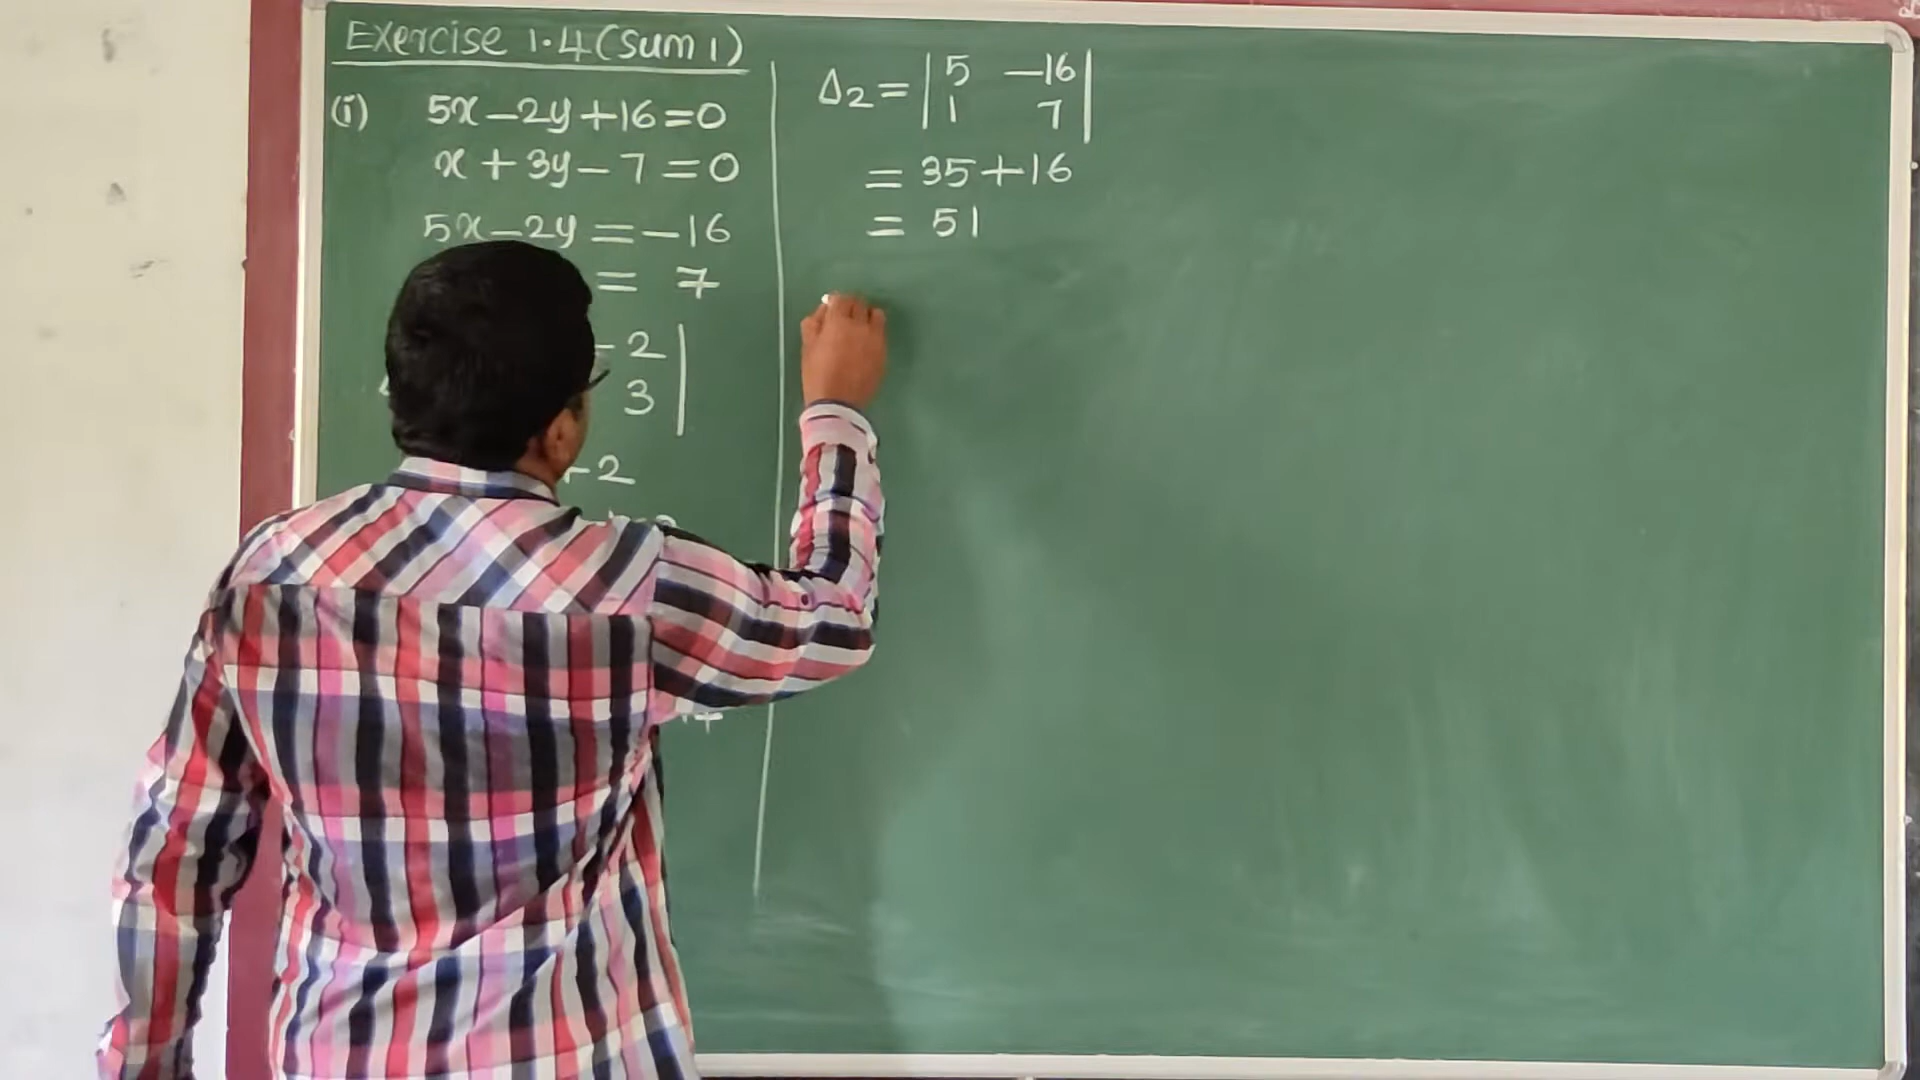 Exercise 1.4 (Sum 1)
(i) 5x-2y+16=0
x+3y-7=0
5x-2y=-16
= 7
-2
3
2
Δ2 = | 5 -16 |
| 1 7 |
= 35+16
= 51